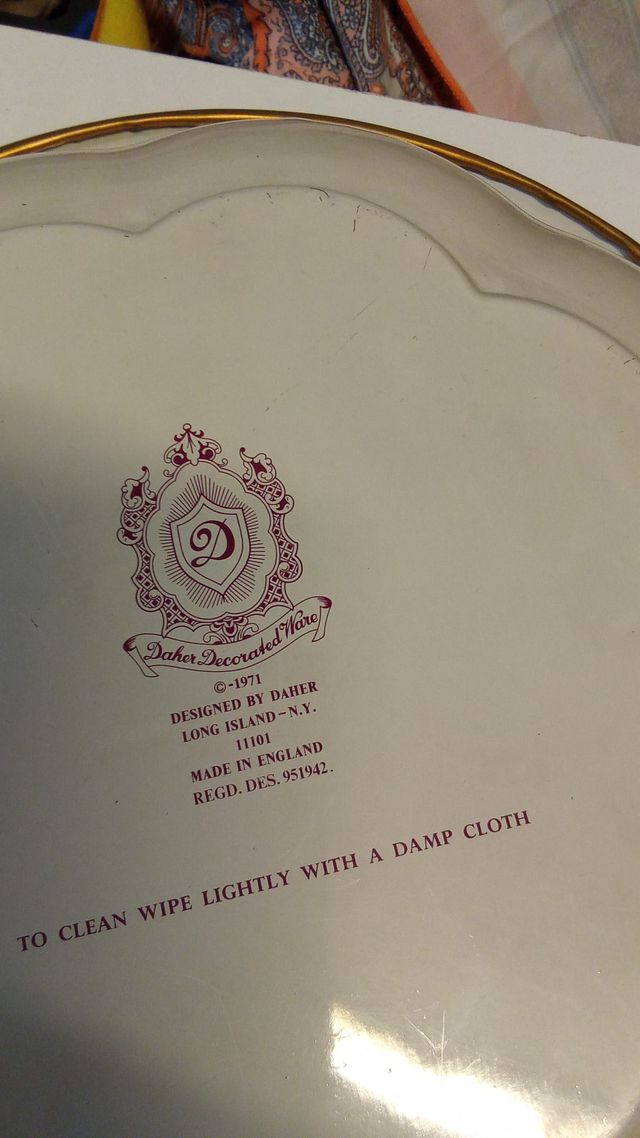 D
Daher Decorated Ware
©-1971
DESIGNED BY DAHER
LONG ISLAND-N.Y.
11101
MADE IN ENGLAND
REGD. DES. 951942.
TO CLEAN WIPE LIGHTLY WITH A DAMP CLOTH